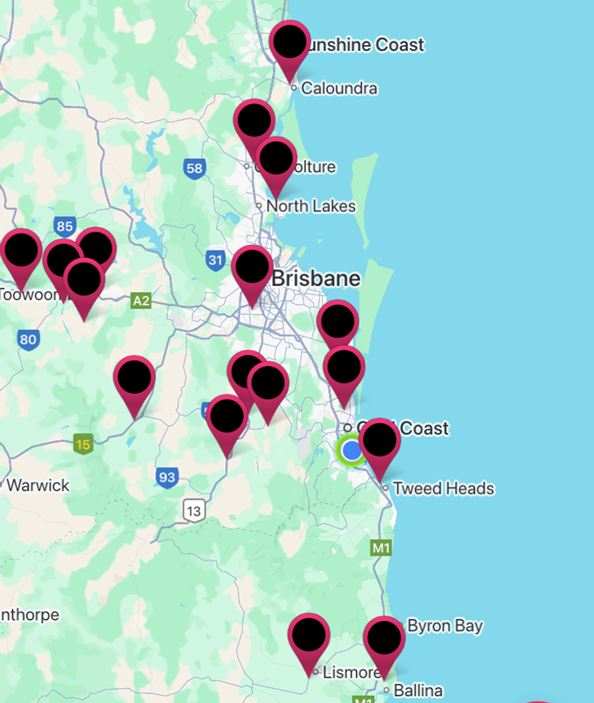 unshine Coast
Caloundra
58
olture
North Lakes
85
31
Brisbane
Toowoom
A2
80
Coast
15
93
Warwick
13
Tweed Heads
M1
nthorpe
Byron Bay
Lismore
Ballina
M1